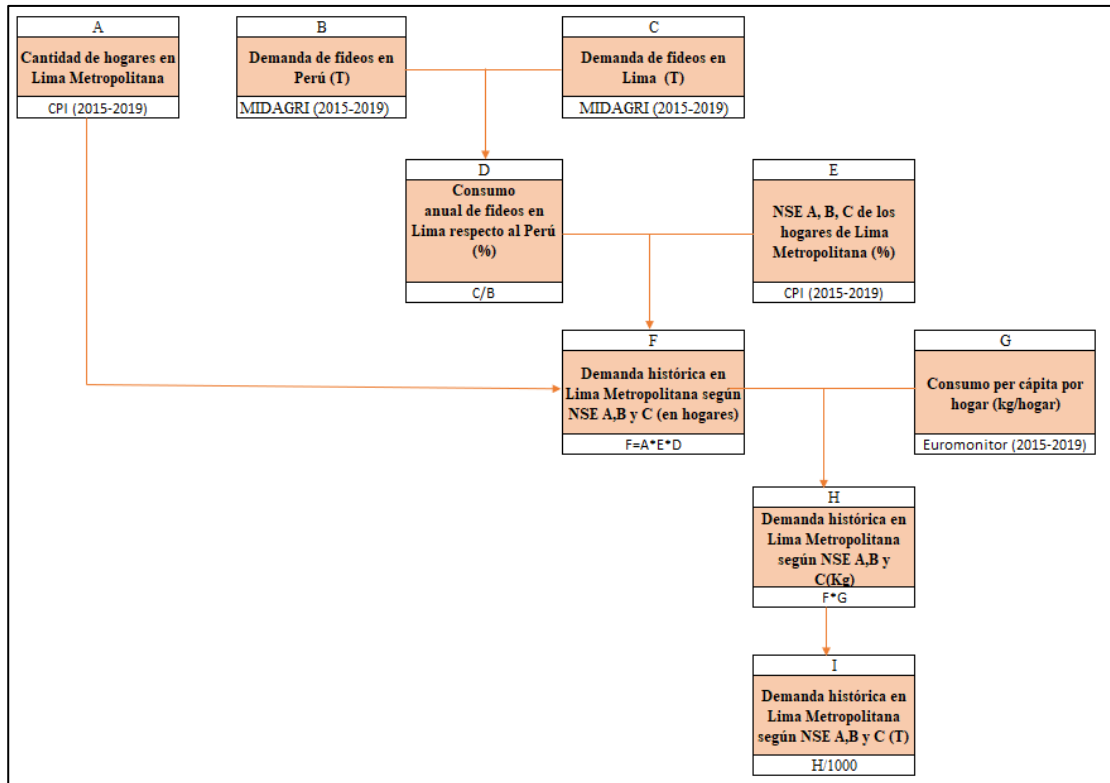 A
Cantidad de hogares en
Lima Metropolitana
CPI (2015-2019)
B
Demanda de fideos en
Perú (T)
MIDAGRI (2015-2019)
C
Demanda de fideos en
Lima (T)
MIDAGRI (2015-2019)
D
Consumo
anual de fideos en
Lima respecto al Perú
(%)
C/B
E
NSE A, B, C de los
hogares de Lima
Metropolitana (%)
CPI (2015-2019)
F
Demanda histórica en
Lima Metropolitana según
NSE A,B y C (en hogares)
F=A*E*D
G
Consumo per cápita por
hogar (kg/hogar)
Euromonitor (2015-2019)
H
Demanda histórica en
Lima Metropolitana
según NSE A,B y
C(Kg)
F*G
I
Demanda histórica en
Lima Metropolitana
según NSE A,B y C (T)
H/1000